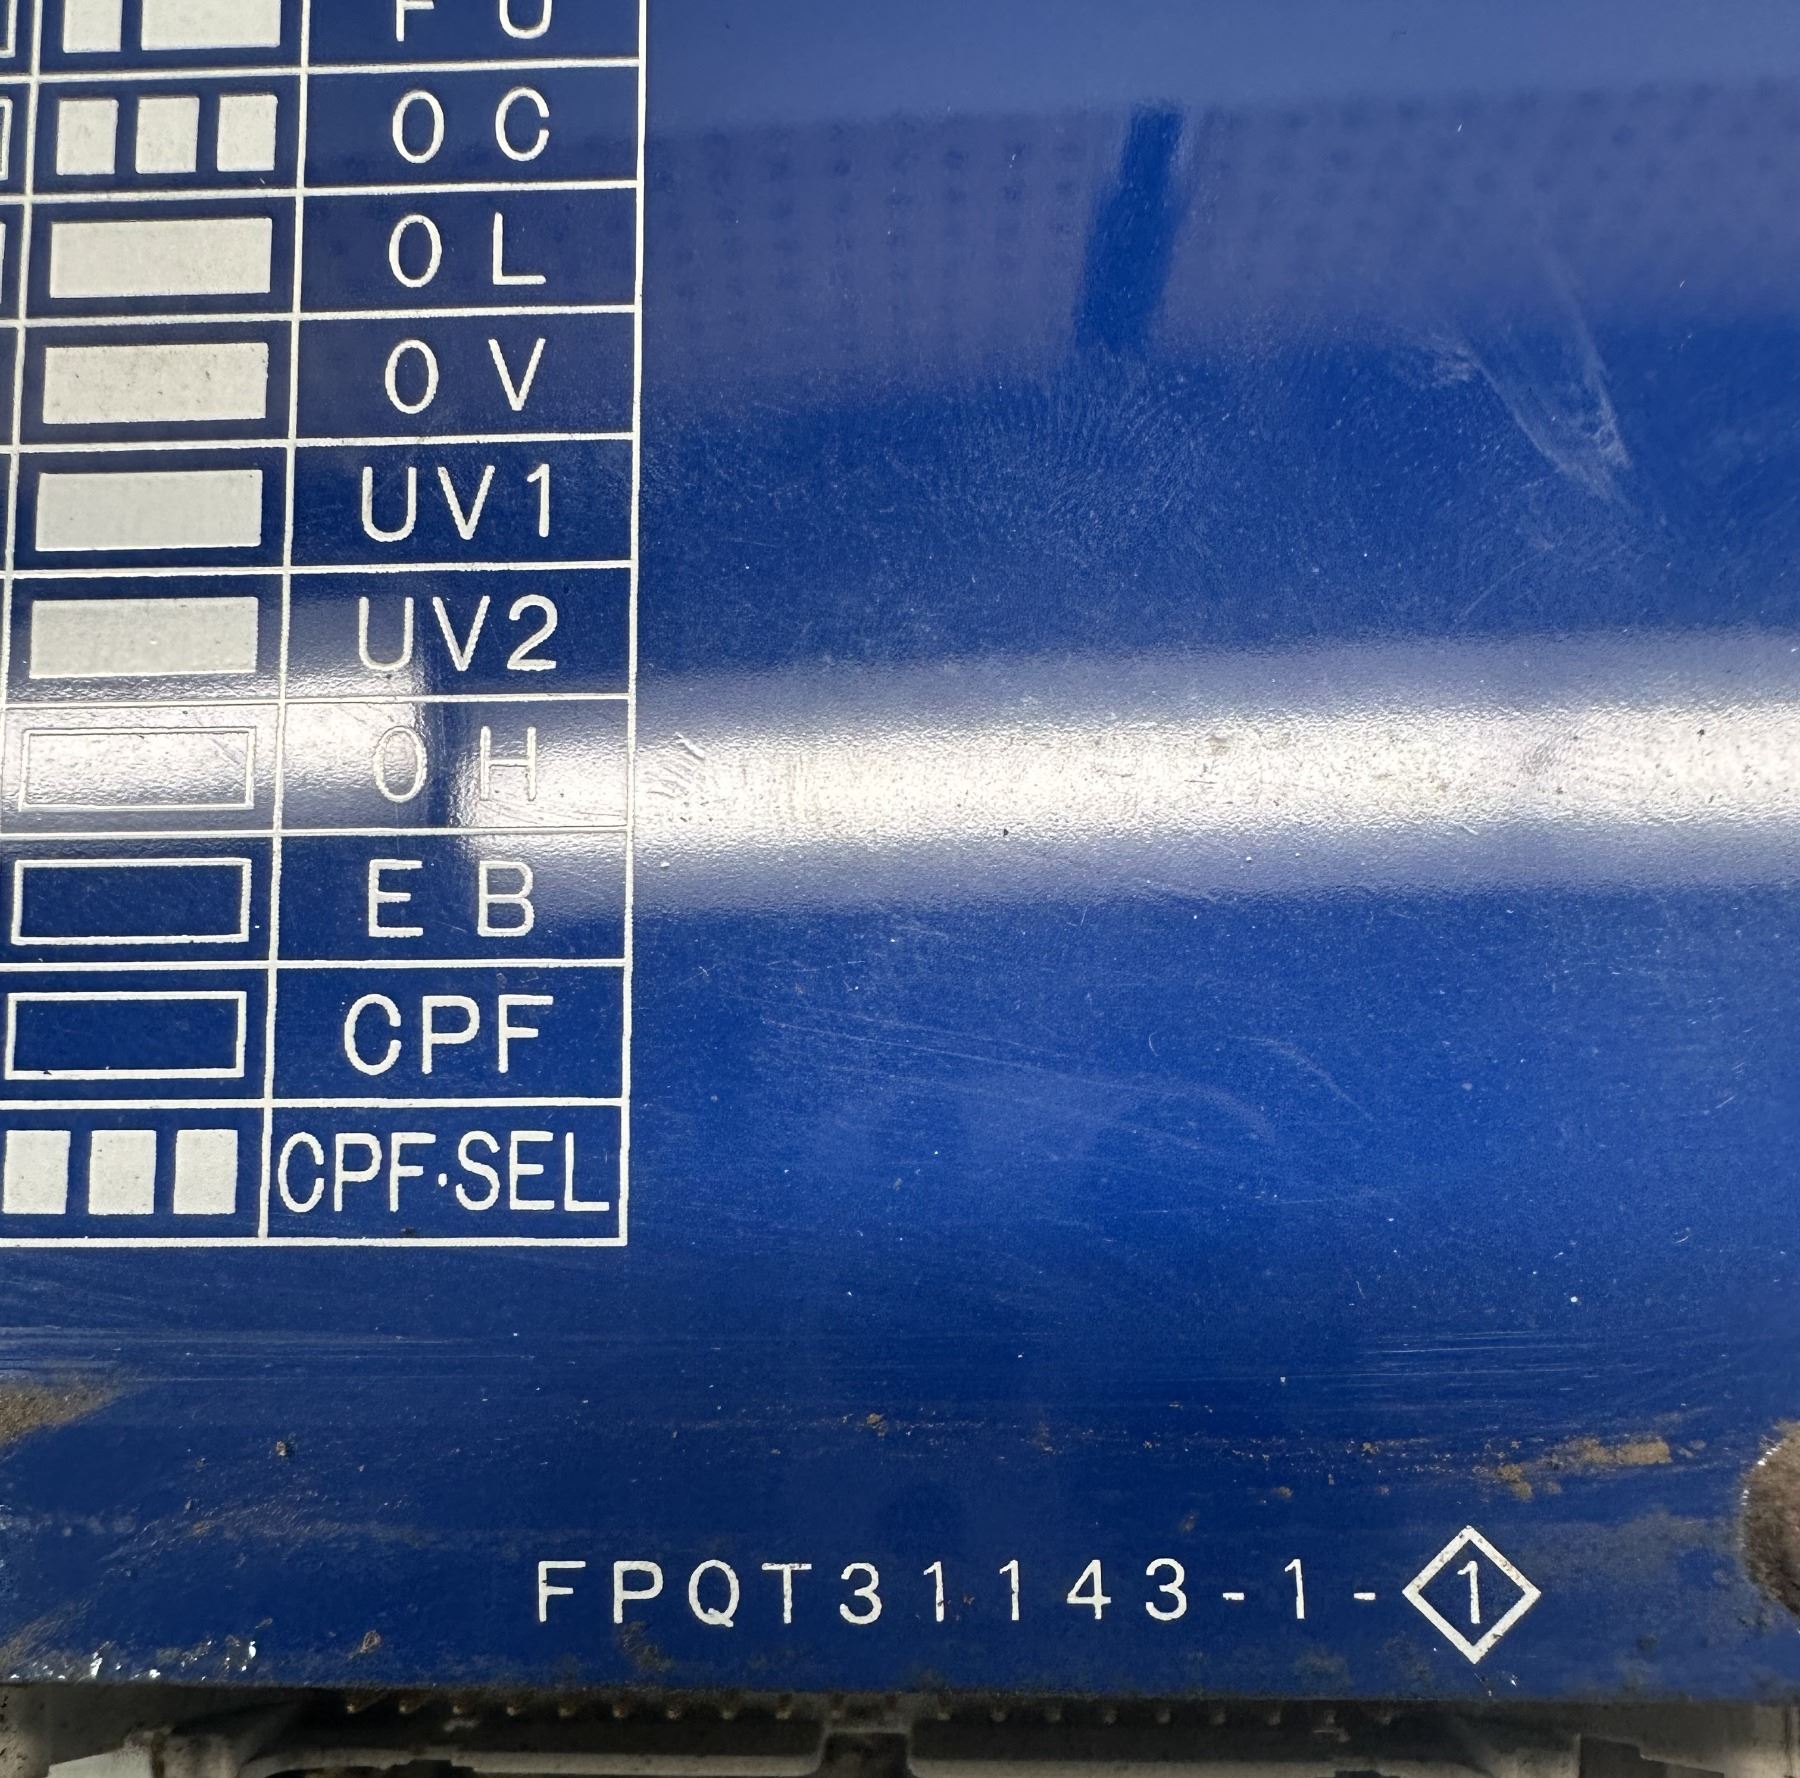 F U
O C
O L
O V
UV1
UV2
O H
E B
CPF
CPF·SEL
FPQT31143-1-1